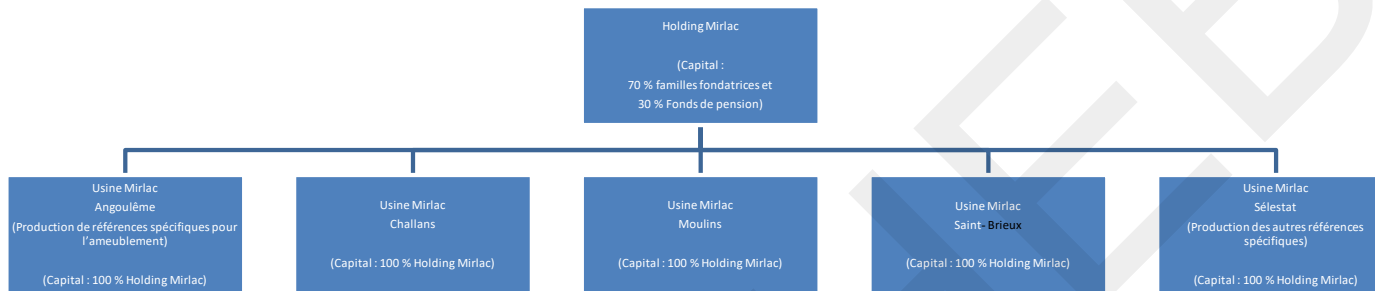 Holding Mirlac
(Capital :
70 % familles fondatrices et
30 % Fonds de pension)
Usine Mirlac
Angoulême
(Production de références spécifiques pour
l'ameublement)
(Capital : 100 % Holding Mirlac)
Usine Mirlac
Challans
(Capital : 100 % Holding Mirlac)
Usine Mirlac
Moulins
(Capital : 100 % Holding Mirlac)
Usine Mirlac
Saint- Brieux
(Capital : 100 % Holding Mirlac)
Usine Mirlac
Sélestat
(Production des autres références
spécifiques)
(Capital : 100 % Holding Mirlac)